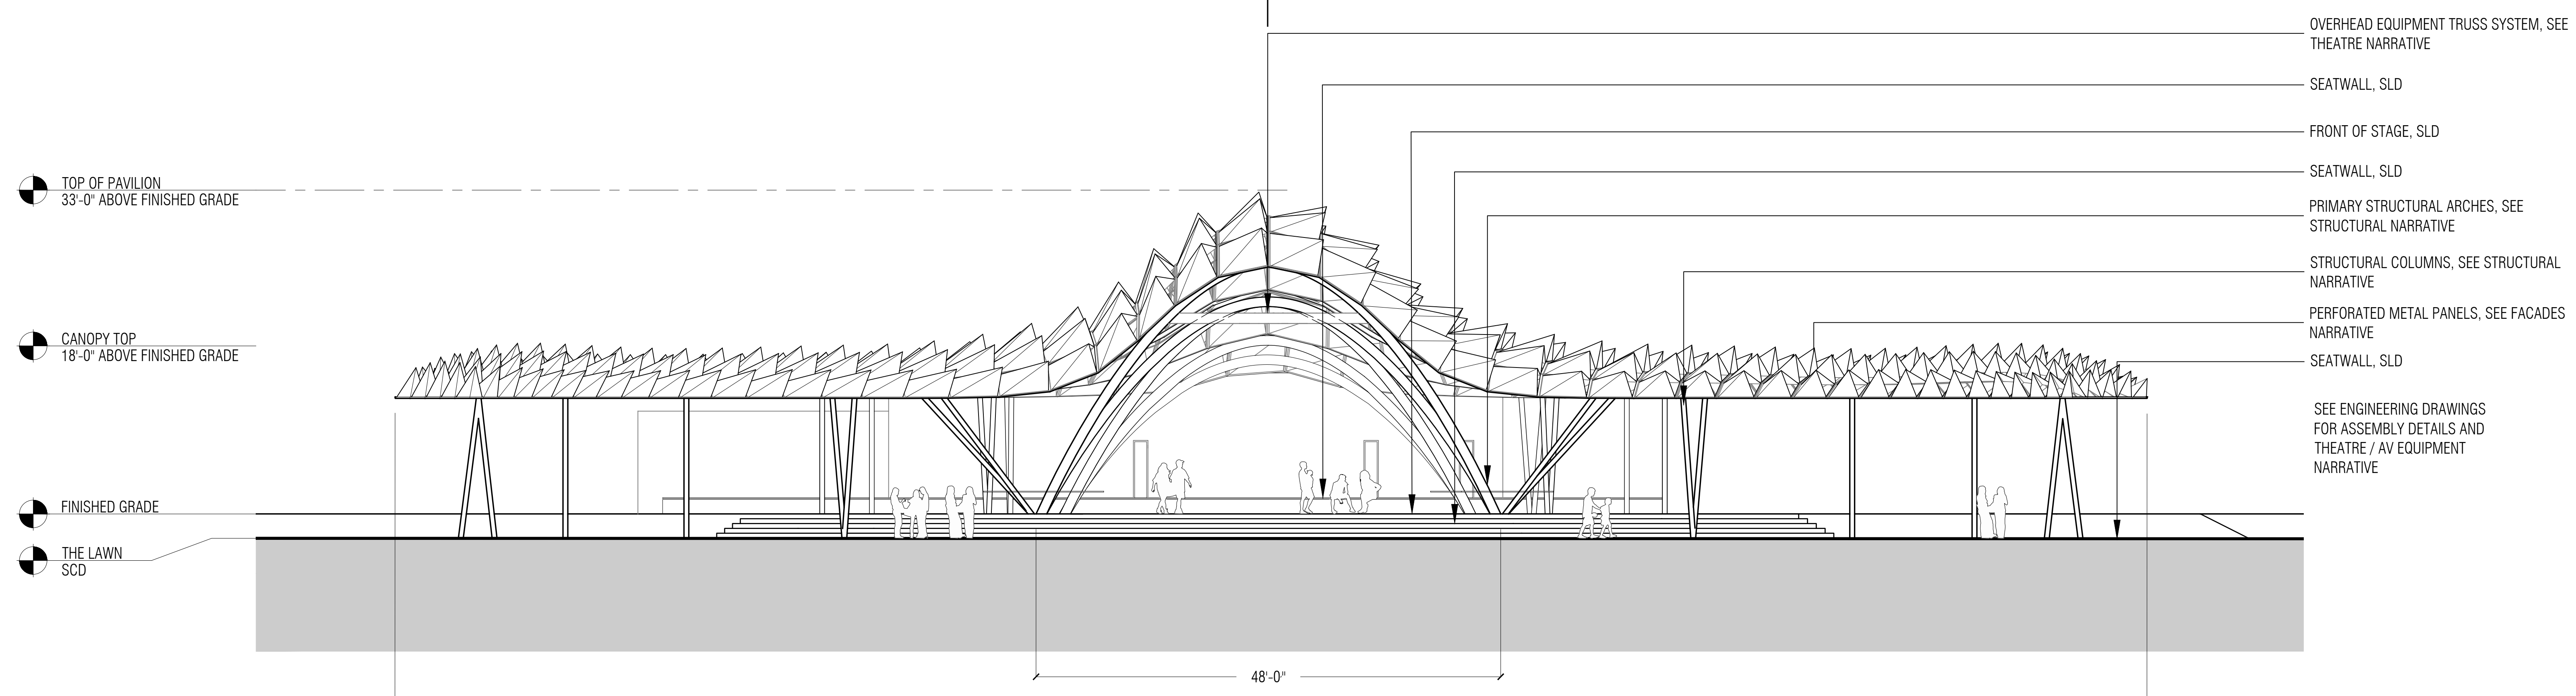 OVERHEAD EQUIPMENT TRUSS SYSTEM, SEE
THEATRE NARRATIVE
SEATWALL, SLD
FRONT OF STAGE, SLD
SEATWALL, SLD
TOP OF PAVILION
33'-0" ABOVE FINISHED GRADE
PRIMARY STRUCTURAL ARCHES, SEE
STRUCTURAL NARRATIVE
STRUCTURAL COLUMNS, SEE STRUCTURAL
NARRATIVE
PERFORATED METAL PANELS, SEE FACADES
NARRATIVE
CANOPY TOP
18'-0" ABOVE FINISHED GRADE
SEATWALL, SLD
SEE ENGINEERING DRAWINGS
FOR ASSEMBLY DETAILS AND
THEATRE / AV EQUIPMENT
NARRATIVE
FINISHED GRADE
THE LAWN
SCD
48'-0"